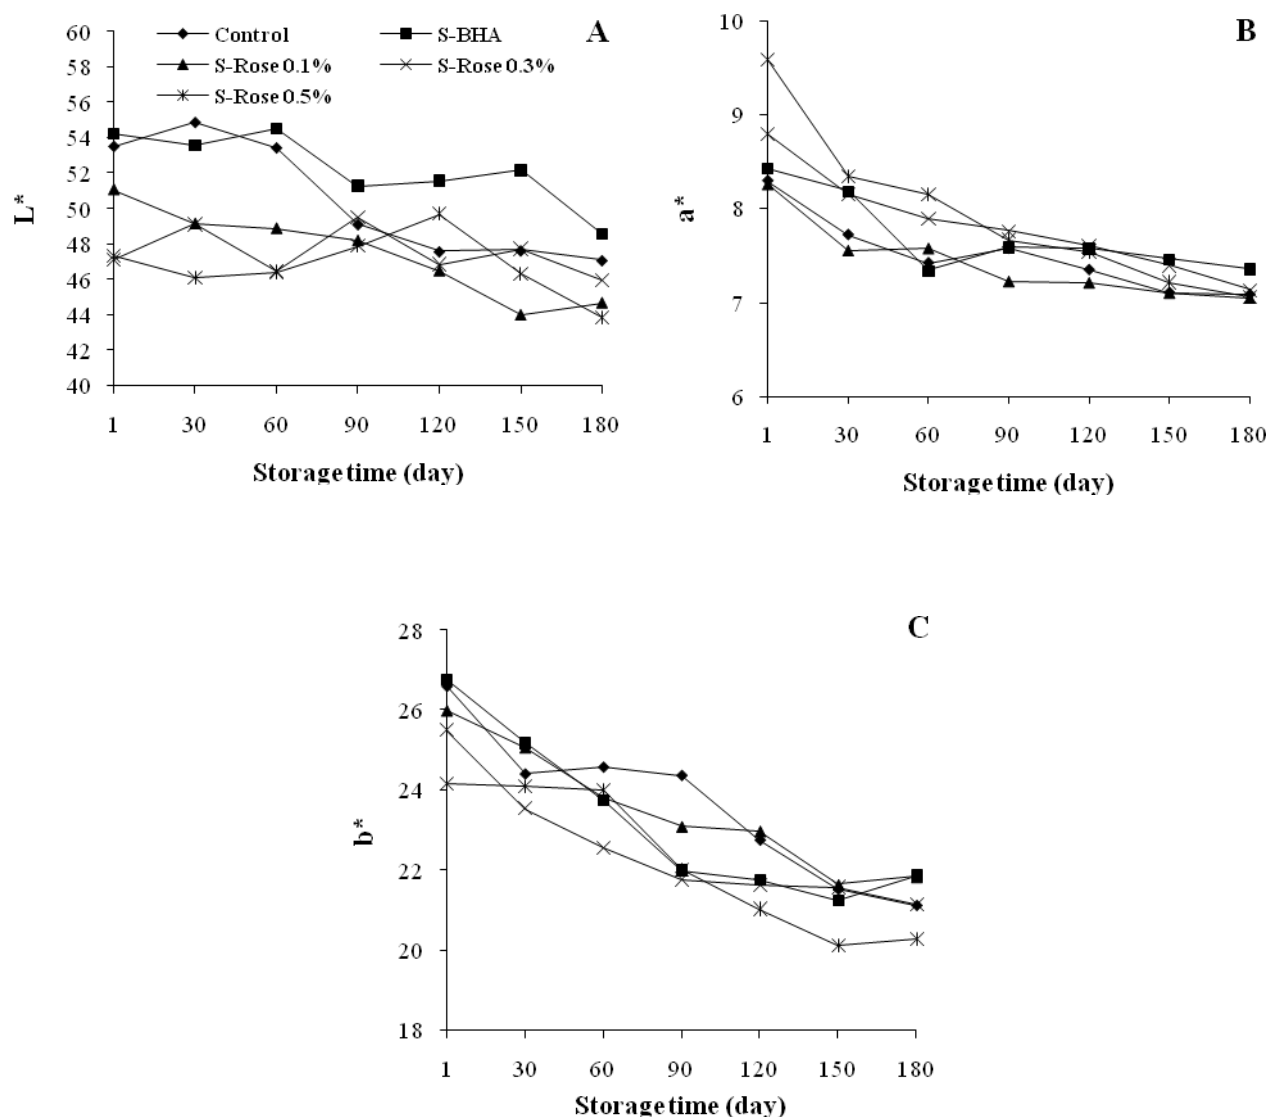 A
Control
S-BHA
S-Rose 0.1%
S-Rose 0.3%
S-Rose 0.5%
60
58
56
54
52
50
48
46
44
42
40
L*
1 30 60 90 120 150 180
Storage time (day)
B
10
9
8
7
6
a*
1 30 60 90 120 150 180
Storage time (day)
C
28
26
24
22
20
18
b*
1 30 60 90 120 150 180
Storage time (day)